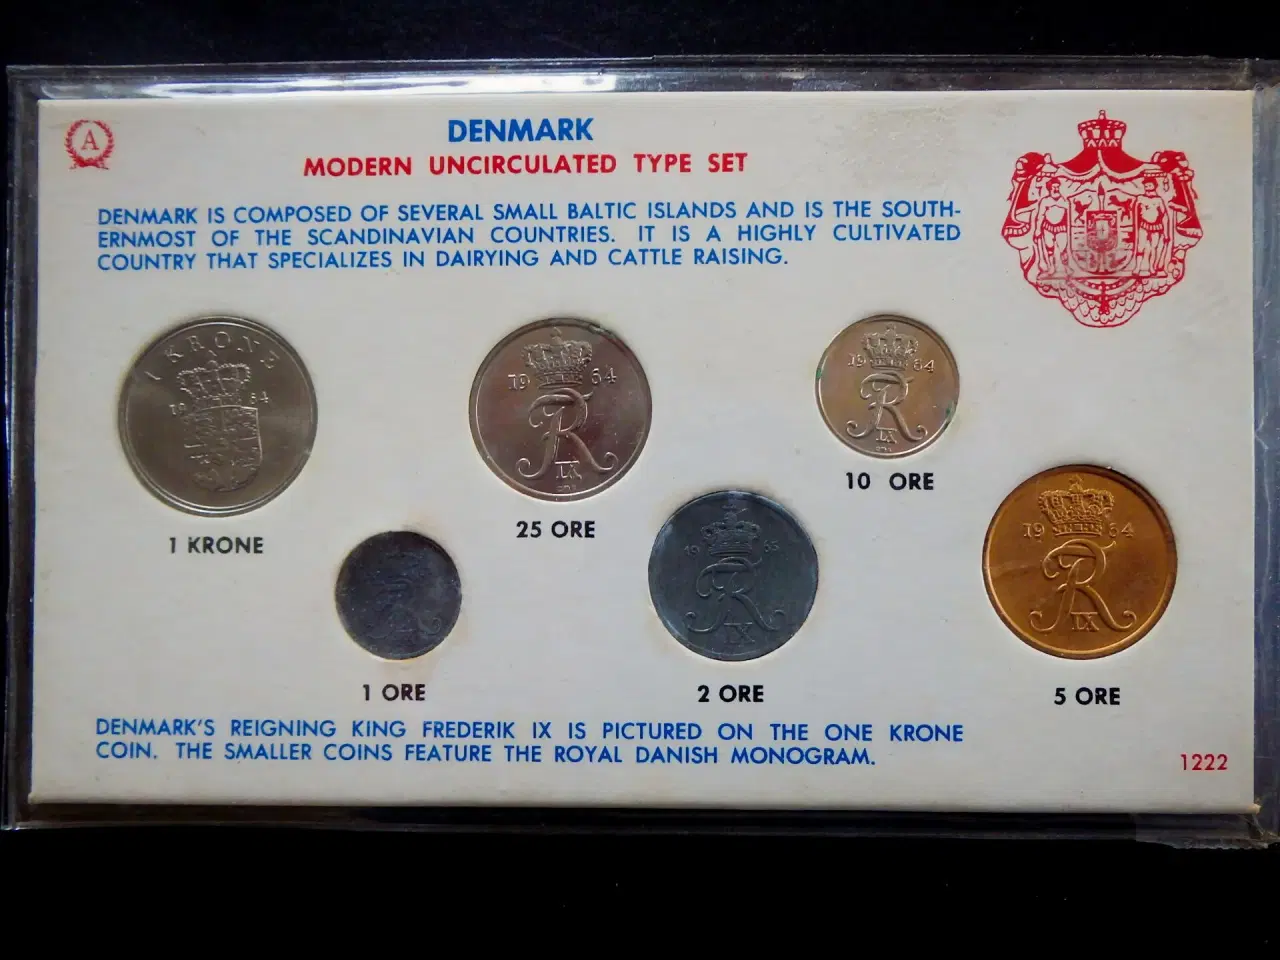 A
DENMARK
MODERN UNCIRCULATED TYPE SET
DENMARK IS COMPOSED OF SEVERAL SMALL BALTIC ISLANDS AND IS THE SOUTH-
ERNMOST OF THE SCANDINAVIAN COUNTRIES. IT IS A HIGHLY CULTIVATED
COUNTRY THAT SPECIALIZES IN DAIRYING AND CATTLE RAISING.
1 KRONE
19 64
1 KRONE
19 64
R
IX
25 ORE
19 64
R
IX
10 ORE
R
1 ORE
19 65
R
IX
2 ORE
19 64
R
IX
5 ORE
DENMARK'S REIGNING KING FREDERIK IX IS PICTURED ON THE ONE KRONE
COIN. THE SMALLER COINS FEATURE THE ROYAL DANISH MONOGRAM.
1222